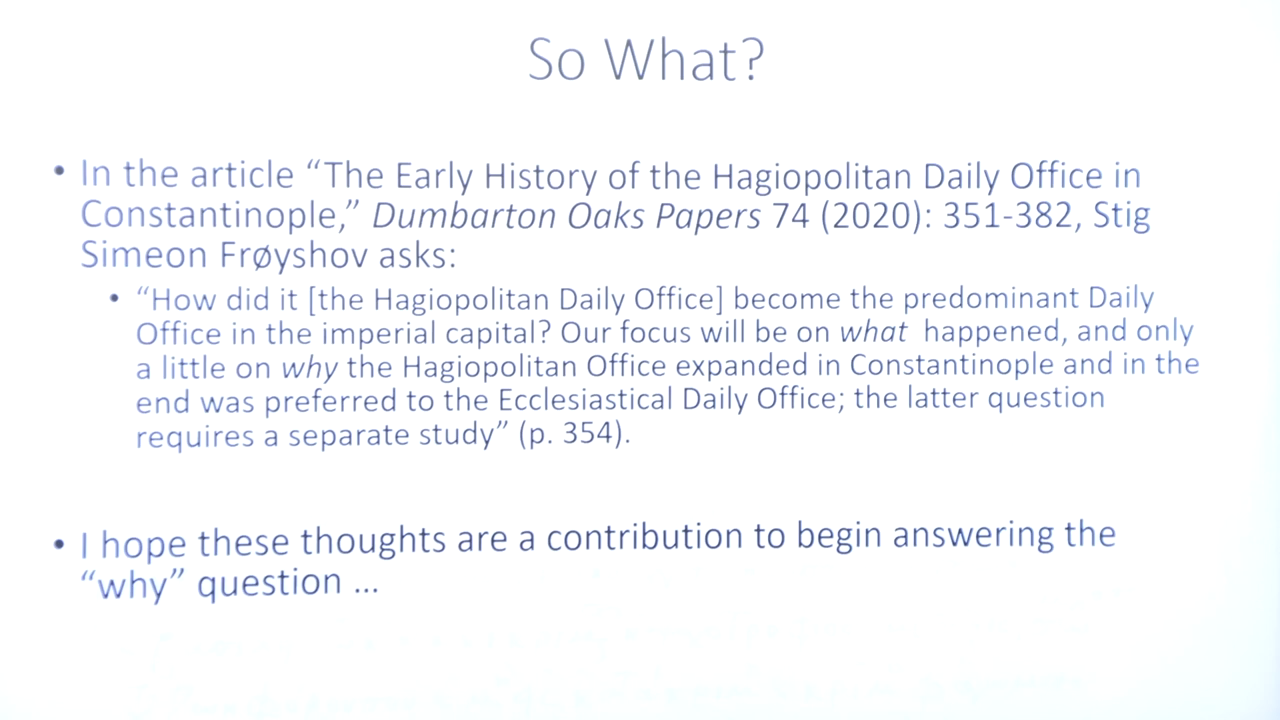 So What?
• In the article “The Early History of the Hagiopolitan Daily Office in
Constantinople,” Dumbarton Oaks Papers 74 (2020): 351-382, Stig
Simeon Frøyshov asks:
• “How did it [the Hagiopolitan Daily Office] become the predominant Daily
Office in the imperial capital? Our focus will be on what happened, and only
a little on why the Hagiopolitan Office expanded in Constantinople and in the
end was preferred to the Ecclesiastical Daily Office; the latter question
requires a separate study” (p. 354).
• I hope these thoughts are a contribution to begin answering the
“why” question ...